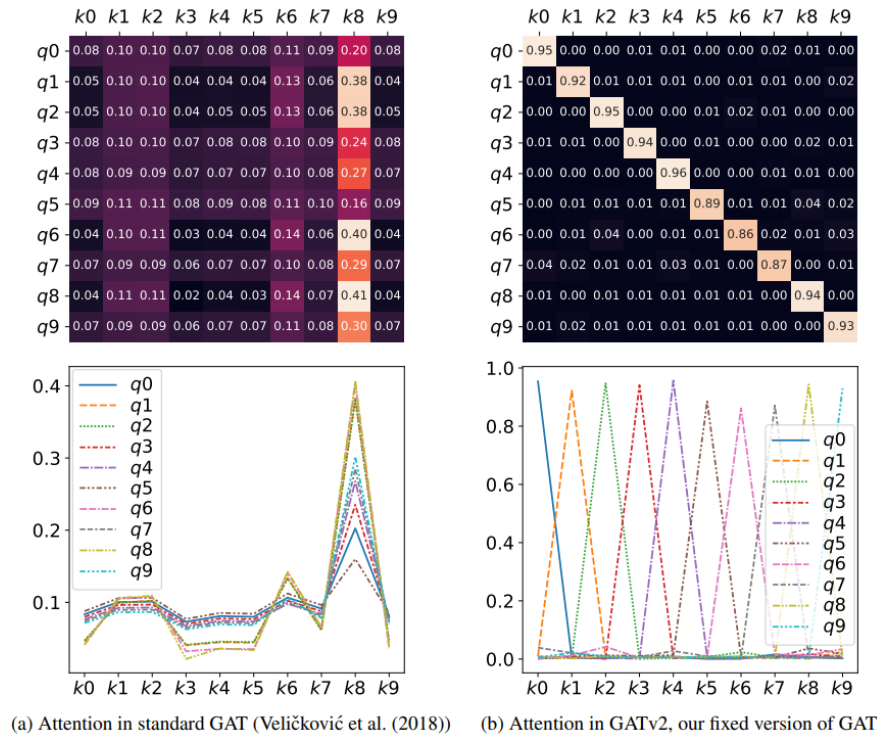 k0 k1 k2 k3 k4 k5 k6 k7 k8 k9
q0 0.08 0.10 0.10 0.07 0.08 0.08 0.11 0.09 0.20 0.08
q1 0.05 0.10 0.10 0.04 0.04 0.04 0.13 0.06 0.38 0.04
q2 0.05 0.10 0.10 0.04 0.05 0.05 0.13 0.06 0.38 0.05
q3 0.08 0.10 0.10 0.07 0.08 0.07 0.10 0.09 0.24 0.08
q4 0.08 0.09 0.09 0.07 0.07 0.07 0.10 0.09 0.27 0.07
q5 0.09 0.11 0.11 0.08 0.09 0.08 0.11 0.10 0.16 0.09
q6 0.04 0.10 0.11 0.03 0.04 0.04 0.14 0.06 0.40 0.04
q7 0.07 0.09 0.09 0.06 0.07 0.07 0.10 0.08 0.29 0.07
q8 0.04 0.11 0.11 0.02 0.04 0.03 0.14 0.07 0.41 0.04
q9 0.07 0.09 0.09 0.06 0.07 0.07 0.11 0.08 0.30 0.07
0.4
0.3
0.2
0.1
q0
q1
q2
q3
q4
q5
q6
q7
q8
q9
k0 k1 k2 k3 k4 k5 k6 k7 k8 k9
(a) Attention in standard GAT (Veličković et al. (2018))
k0 k1 k2 k3 k4 k5 k6 k7 k8 k9
q0 0.95 0.00 0.00 0.01 0.01 0.00 0.00 0.02 0.01 0.00
q1 0.01 0.92 0.01 0.01 0.01 0.01 0.00 0.00 0.00 0.02
q2 0.00 0.00 0.95 0.00 0.00 0.01 0.02 0.01 0.00 0.00
q3 0.01 0.01 0.00 0.94 0.00 0.00 0.01 0.00 0.02 0.01
q4 0.00 0.00 0.01 0.00 0.96 0.00 0.00 0.01 0.01 0.00
q5 0.00 0.01 0.01 0.01 0.01 0.89 0.00 0.01 0.04 0.02
q6 0.00 0.01 0.04 0.00 0.01 0.01 0.86 0.02 0.01 0.03
q7 0.04 0.02 0.01 0.01 0.03 0.01 0.00 0.87 0.00 0.01
q8 0.01 0.00 0.01 0.01 0.00 0.01 0.01 0.01 0.94 0.00
q9 0.01 0.02 0.00 0.01 0.01 0.01 0.00 0.01 0.01 0.93
1.0
0.8
0.6
0.4
0.2
0.0
q0
q1
q2
q3
q4
q5
q6
q7
q8
q9
k0 k1 k2 k3 k4 k5 k6 k7 k8 k9
(b) Attention in GATv2, our fixed version of GAT